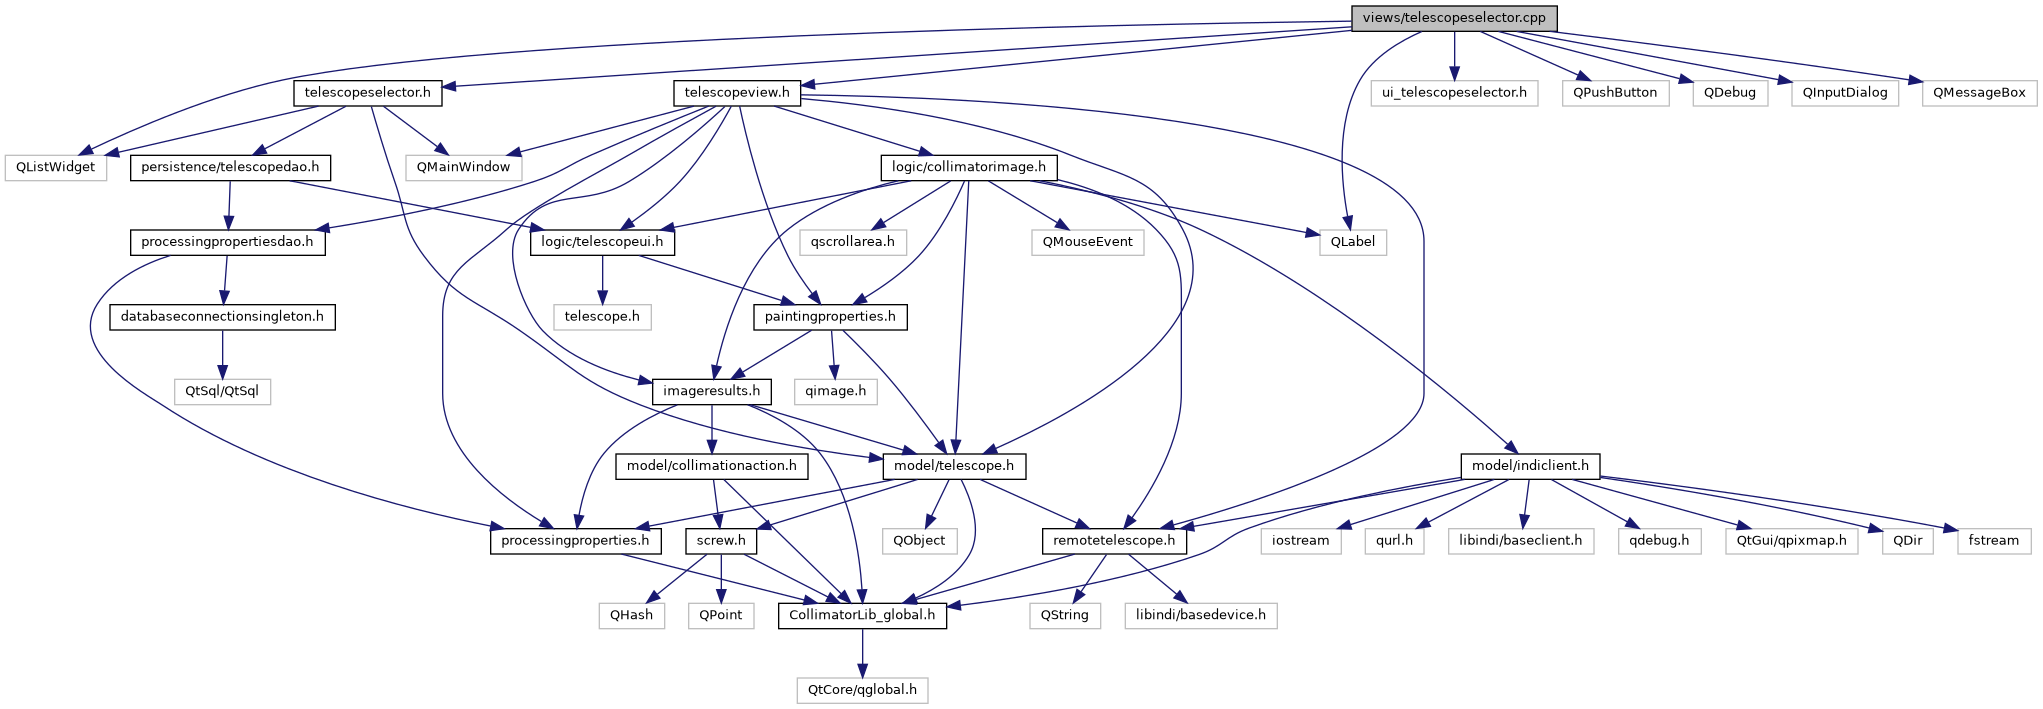 views/telescopeselector.cpp
telescopeselector.h
telescopeview.h
ui_telescopeselector.h
QPushButton
QDebug
QInputDialog
QMessageBox
QListWidget
persistence/telescopedao.h
QMainWindow
logic/collimatorimage.h
processingpropertiesdao.h
logic/telescopeui.h
qscrollarea.h
QMouseEvent
QLabel
databaseconnectionsingleton.h
telescope.h
paintingproperties.h
QtSql/QtSql
imageresults.h
qimage.h
model/collimationaction.h
model/telescope.h
model/indiclient.h
processingproperties.h
screw.h
QObject
remotetelescope.h
iostream
qurl.h
libindi/baseclient.h
qdebug.h
QtGui/qpixmap.h
QDir
fstream
QHash
QPoint
CollimatorLib_global.h
QString
libindi/basedevice.h
QtCore/qglobal.h